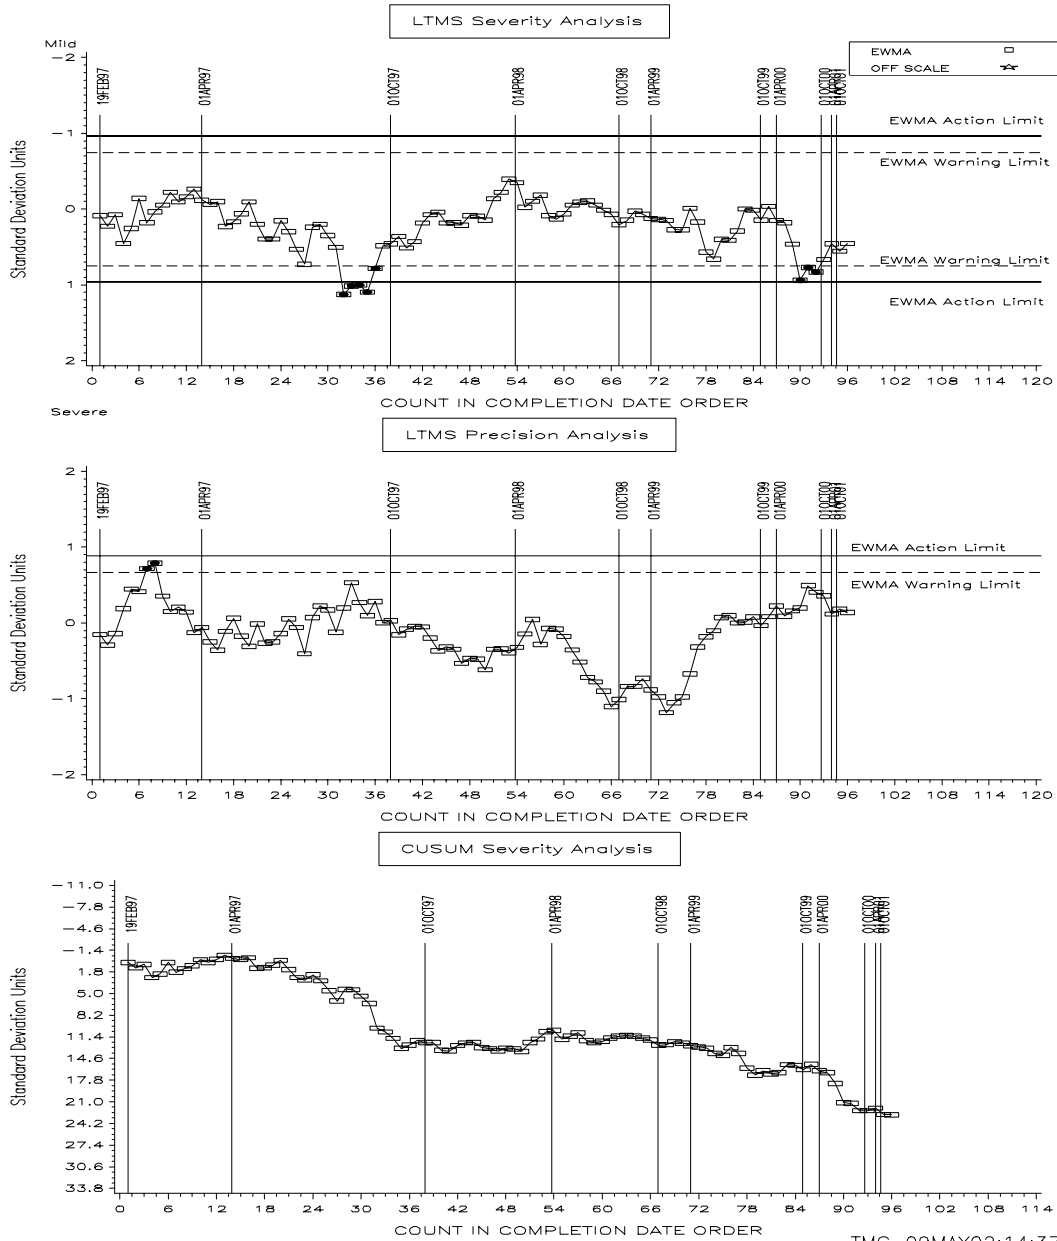 LTMS Severity Analysis
Mild
EWMA
OFF SCALE
-2
-1
0
1
2
Standard Deviation Units
19FEB97
01APR97
01OCT97
01APR98
01OCT98
01APR99
01OCT99
01APR00
01OCT00
01APR01
01OCT01
EWMA Action Limit
EWMA Warning Limit
EWMA Warning Limit
EWMA Action Limit
0 6 12 18 24 30 36 42 48 54 60 66 72 78 84 90 96 102 108 114 120
COUNT IN COMPLETION DATE ORDER
Severe
LTMS Precision Analysis
2
1
0
-1
-2
Standard Deviation Units
19FEB97
01APR97
01OCT97
01APR98
01OCT98
01APR99
01OCT99
01APR00
01OCT00
01APR01
01OCT01
EWMA Action Limit
EWMA Warning Limit
0 6 12 18 24 30 36 42 48 54 60 66 72 78 84 90 96 102 108 114 120
COUNT IN COMPLETION DATE ORDER
CUSUM Severity Analysis
-11.0
-7.8
-4.6
-1.4
1.8
5.0
8.2
11.4
14.6
17.8
21.0
24.2
27.4
30.6
33.8
Standard Deviation Units
19FEB97
01APR97
01OCT97
01APR98
01OCT98
01APR99
01OCT99
01APR00
01OCT00
01APR01
01OCT01
0 6 12 18 24 30 36 42 48 54 60 66 72 78 84 90 96 102 108 114
COUNT IN COMPLETION DATE ORDER